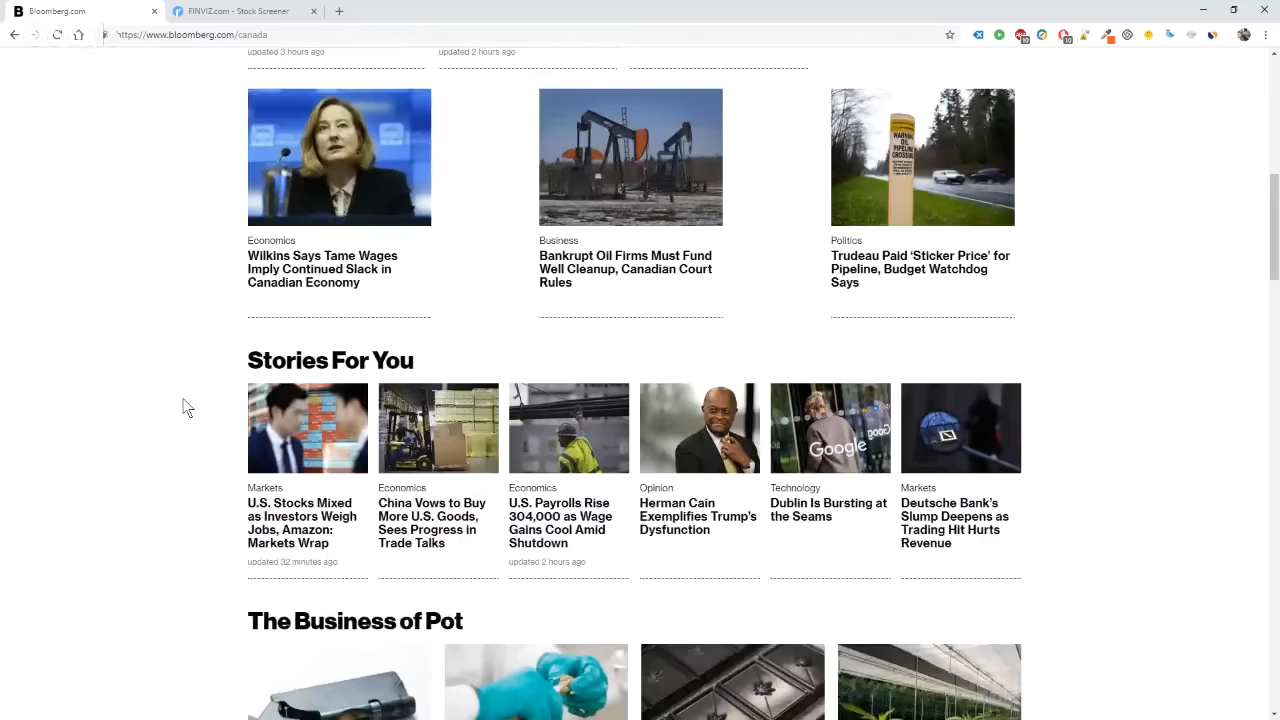 Bloomberg.com
FINVIZ.com - Stock Screener
https://www.bloomberg.com/canada
updated 3 hours ago
updated 2 hours ago
WARNING
OIL
PIPELINE
CROSSING
Economics
Wilkins Says Tame Wages
Imply Continued Slack in
Canadian Economy
Business
Bankrupt Oil Firms Must Fund
Well Cleanup, Canadian Court
Rules
Politics
Trudeau Paid ‘Sticker Price’ for
Pipeline, Budget Watchdog
Says
Stories For You
Google
Markets
U.S. Stocks Mixed
as Investors Weigh
Jobs, Amazon:
Markets Wrap
updated 32 minutes ago
Economics
China Vows to Buy
More U.S. Goods,
Sees Progress in
Trade Talks
Economics
U.S. Payrolls Rise
304,000 as Wage
Gains Cool Amid
Shutdown
updated 2 hours ago
Opinion
Herman Cain
Exemplifies Trump’s
Dysfunction
Technology
Dublin Is Bursting at
the Seams
Markets
Deutsche Bank’s
Slump Deepens as
Trading Hit Hurts
Revenue
The Business of Pot